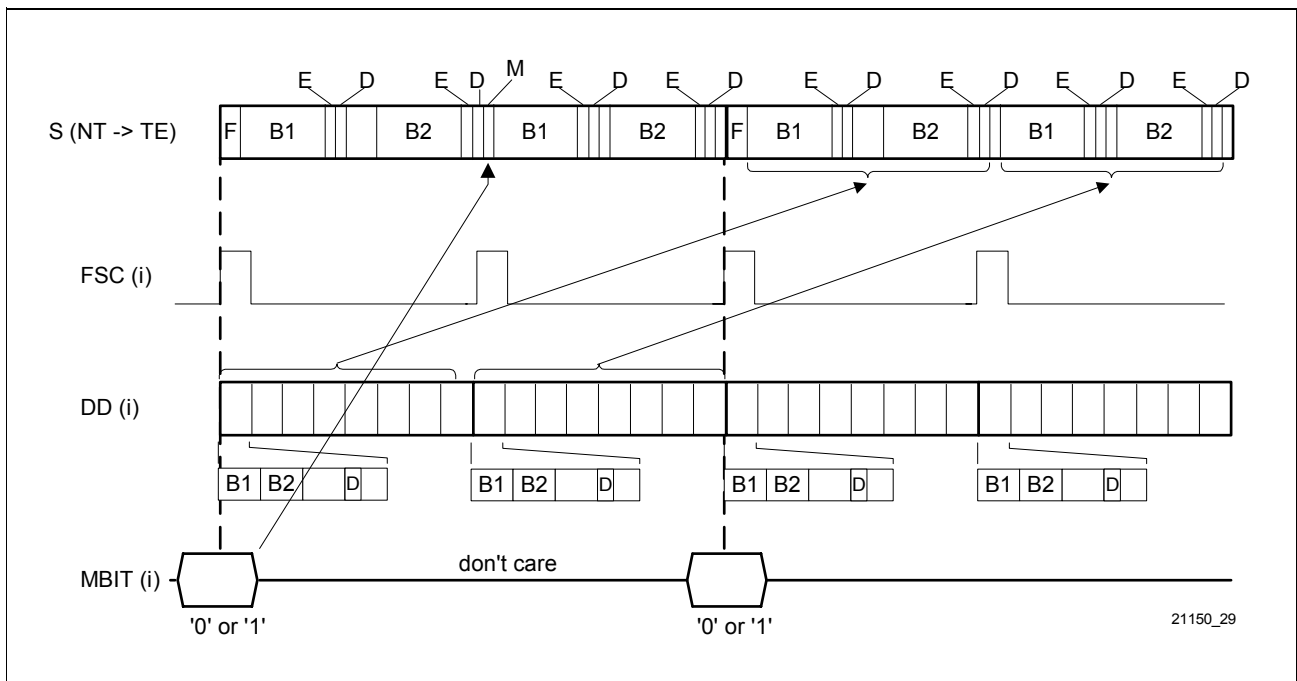 E D E D M E D E D E D E D E D E D
S (NT -> TE) F B1 B2 B1 B2 F B1 B2 B1 B2
FSC (i)
DD (i)
B1 B2 D B1 B2 D B1 B2 D B1 B2 D
MBIT (i) don't care
'0' or '1' '0' or '1' 21150_29